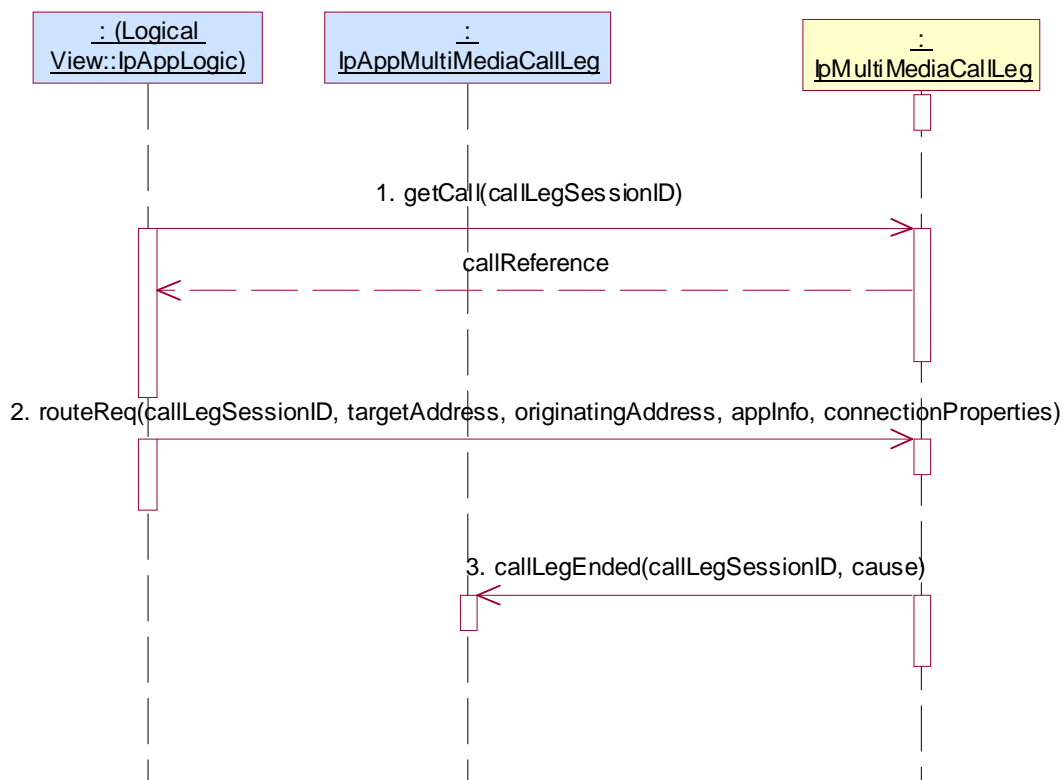 : (Logical
View::IpAppLogic)
:
IpAppMultiMediaCallLeg
:
IpMultiMediaCallLeg
1. getCall(callLegSessionID)
callReference
2. routeReq(callLegSessionID, targetAddress, originatingAddress, appInfo, connectionProperties)
3. callLegEnded(callLegSessionID, cause)